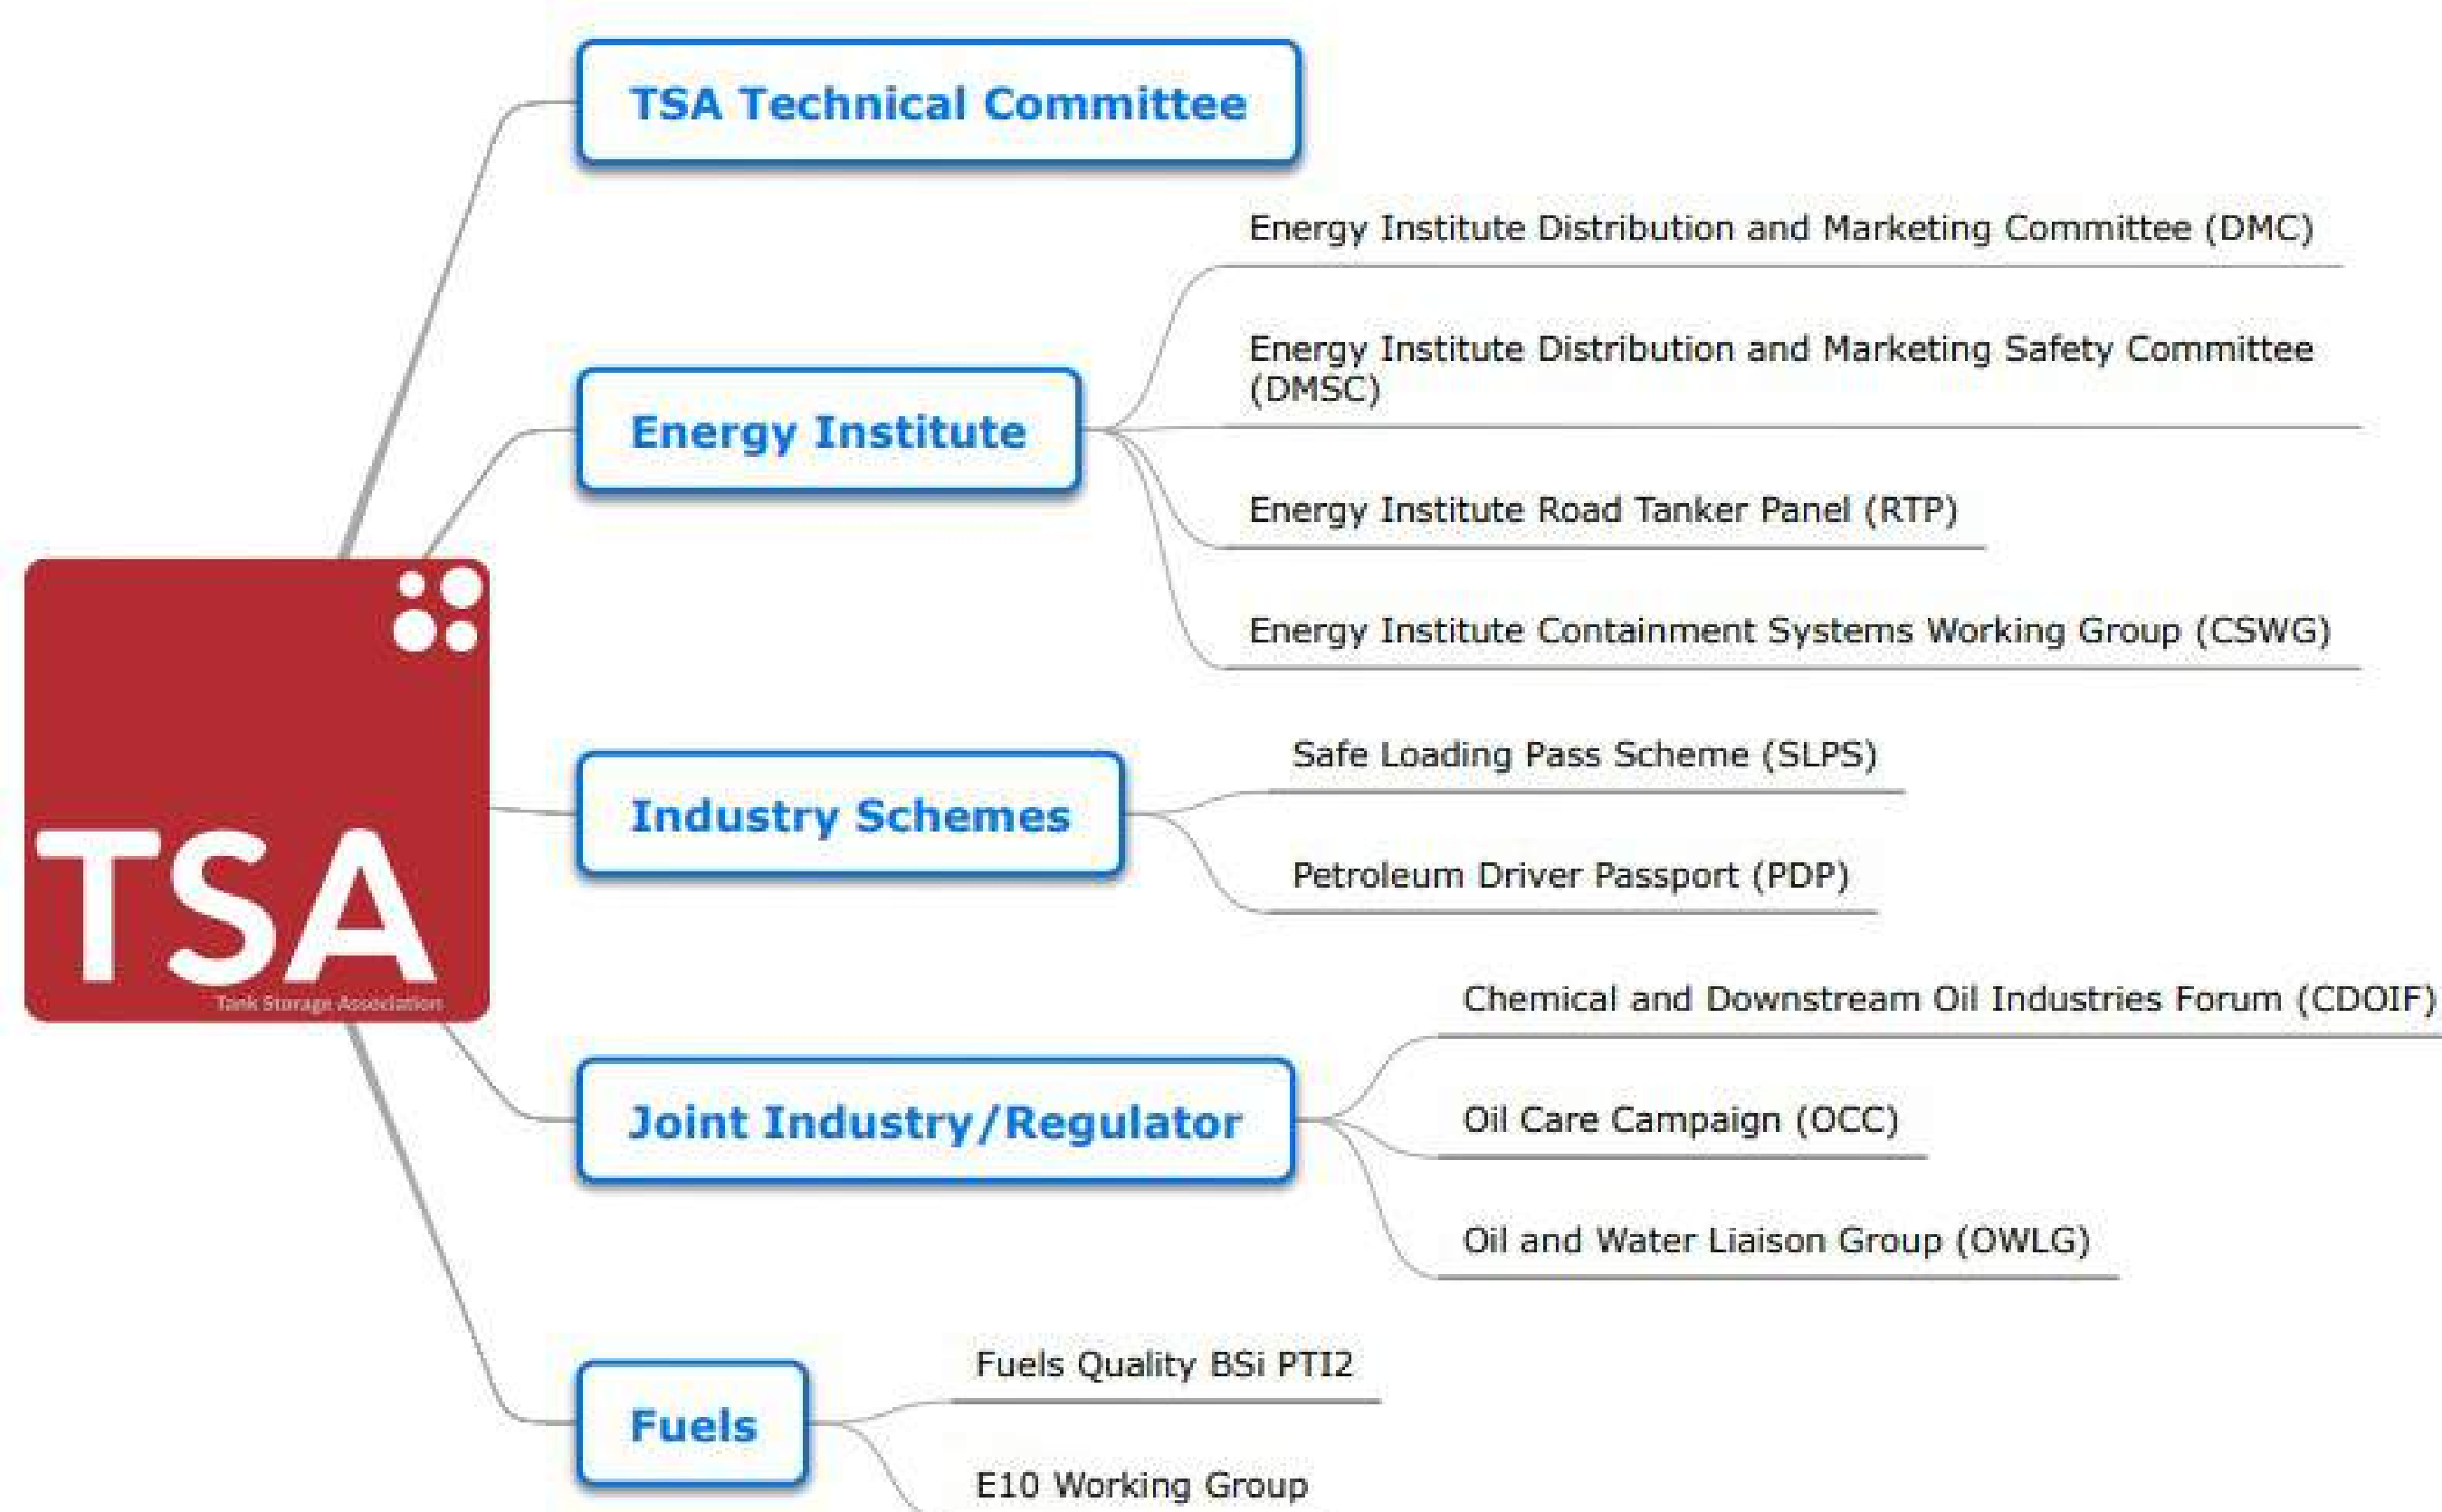 TSA Technical Committee
Energy Institute
Energy Institute Distribution and Marketing Committee (DMC)
Energy Institute Distribution and Marketing Safety Committee
(DMSC)
Energy Institute Road Tanker Panel (RTP)
Energy Institute Containment Systems Working Group (CSWG)
TSA
Tank Storage Association
Industry Schemes
Safe Loading Pass Scheme (SLPS)
Petroleum Driver Passport (PDP)
Joint Industry/Regulator
Chemical and Downstream Oil Industries Forum (CDOIF)
Oil Care Campaign (OCC)
Oil and Water Liaison Group (OWLG)
Fuels
Fuels Quality BSi PTI2
E10 Working Group